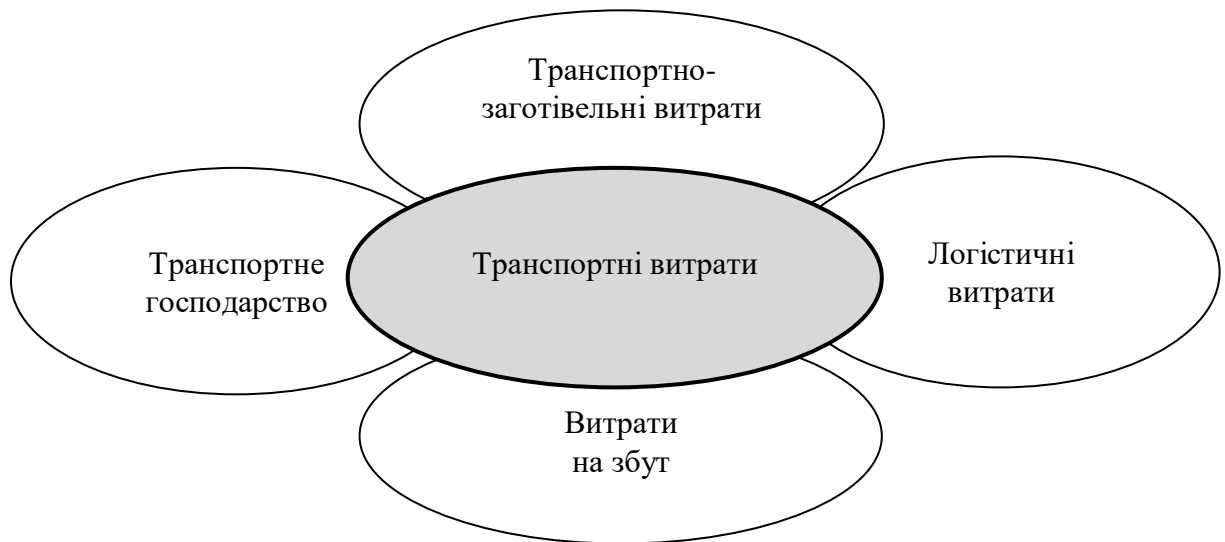 Транспортно-
заготівельні витрати
Транспортне
господарство
Транспортні витрати
Логістичні
витрати
Витрати
на збут